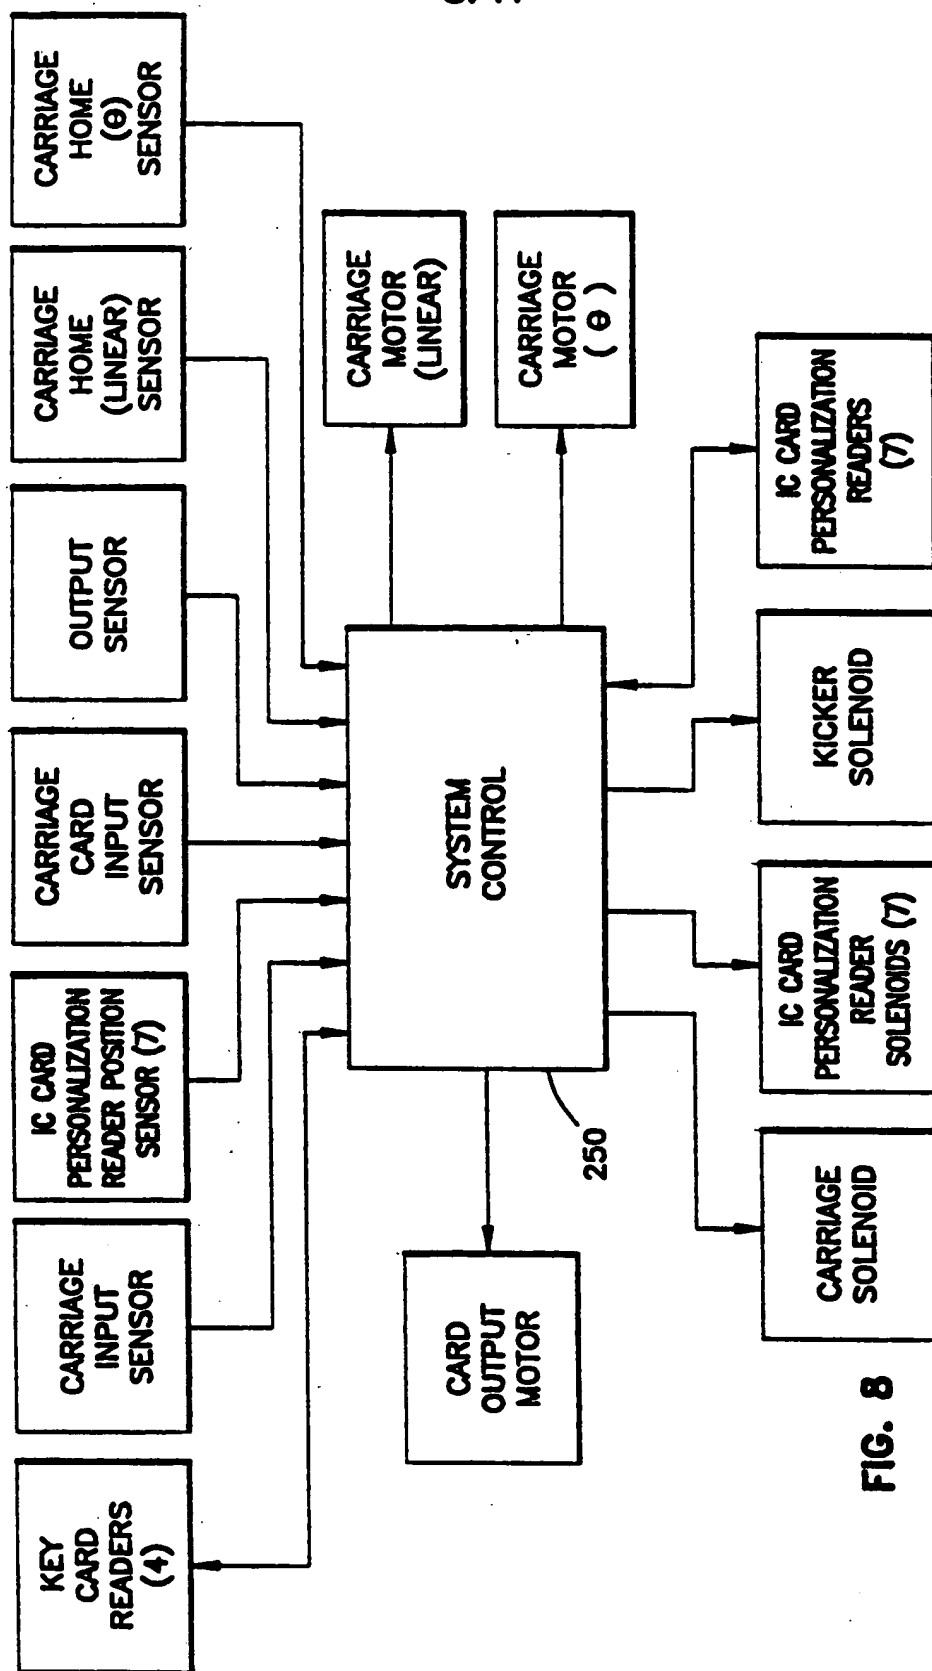 KEY
CARD
READERS
(4)
CARRIAGE
INPUT
SENSOR
IC CARD
PERSONALIZATION
READER POSITION
SENSOR (7)
CARRIAGE
CARD
INPUT
SENSOR
OUTPUT
SENSOR
CARRIAGE
HOME
(LINEAR)
SENSOR
CARRIAGE
HOME
(Θ)
SENSOR
CARRIAGE
MOTOR
(LINEAR)
CARRIAGE
MOTOR
( Θ )
SYSTEM
CONTROL
250
CARD
OUTPUT
MOTOR
CARRIAGE
SOLENOID
IC CARD
PERSONALIZATION
READER
SOLENOIDS (7)
KICKER
SOLENOID
IC CARD
PERSONALIZATION
READERS
(7)
FIG. 8